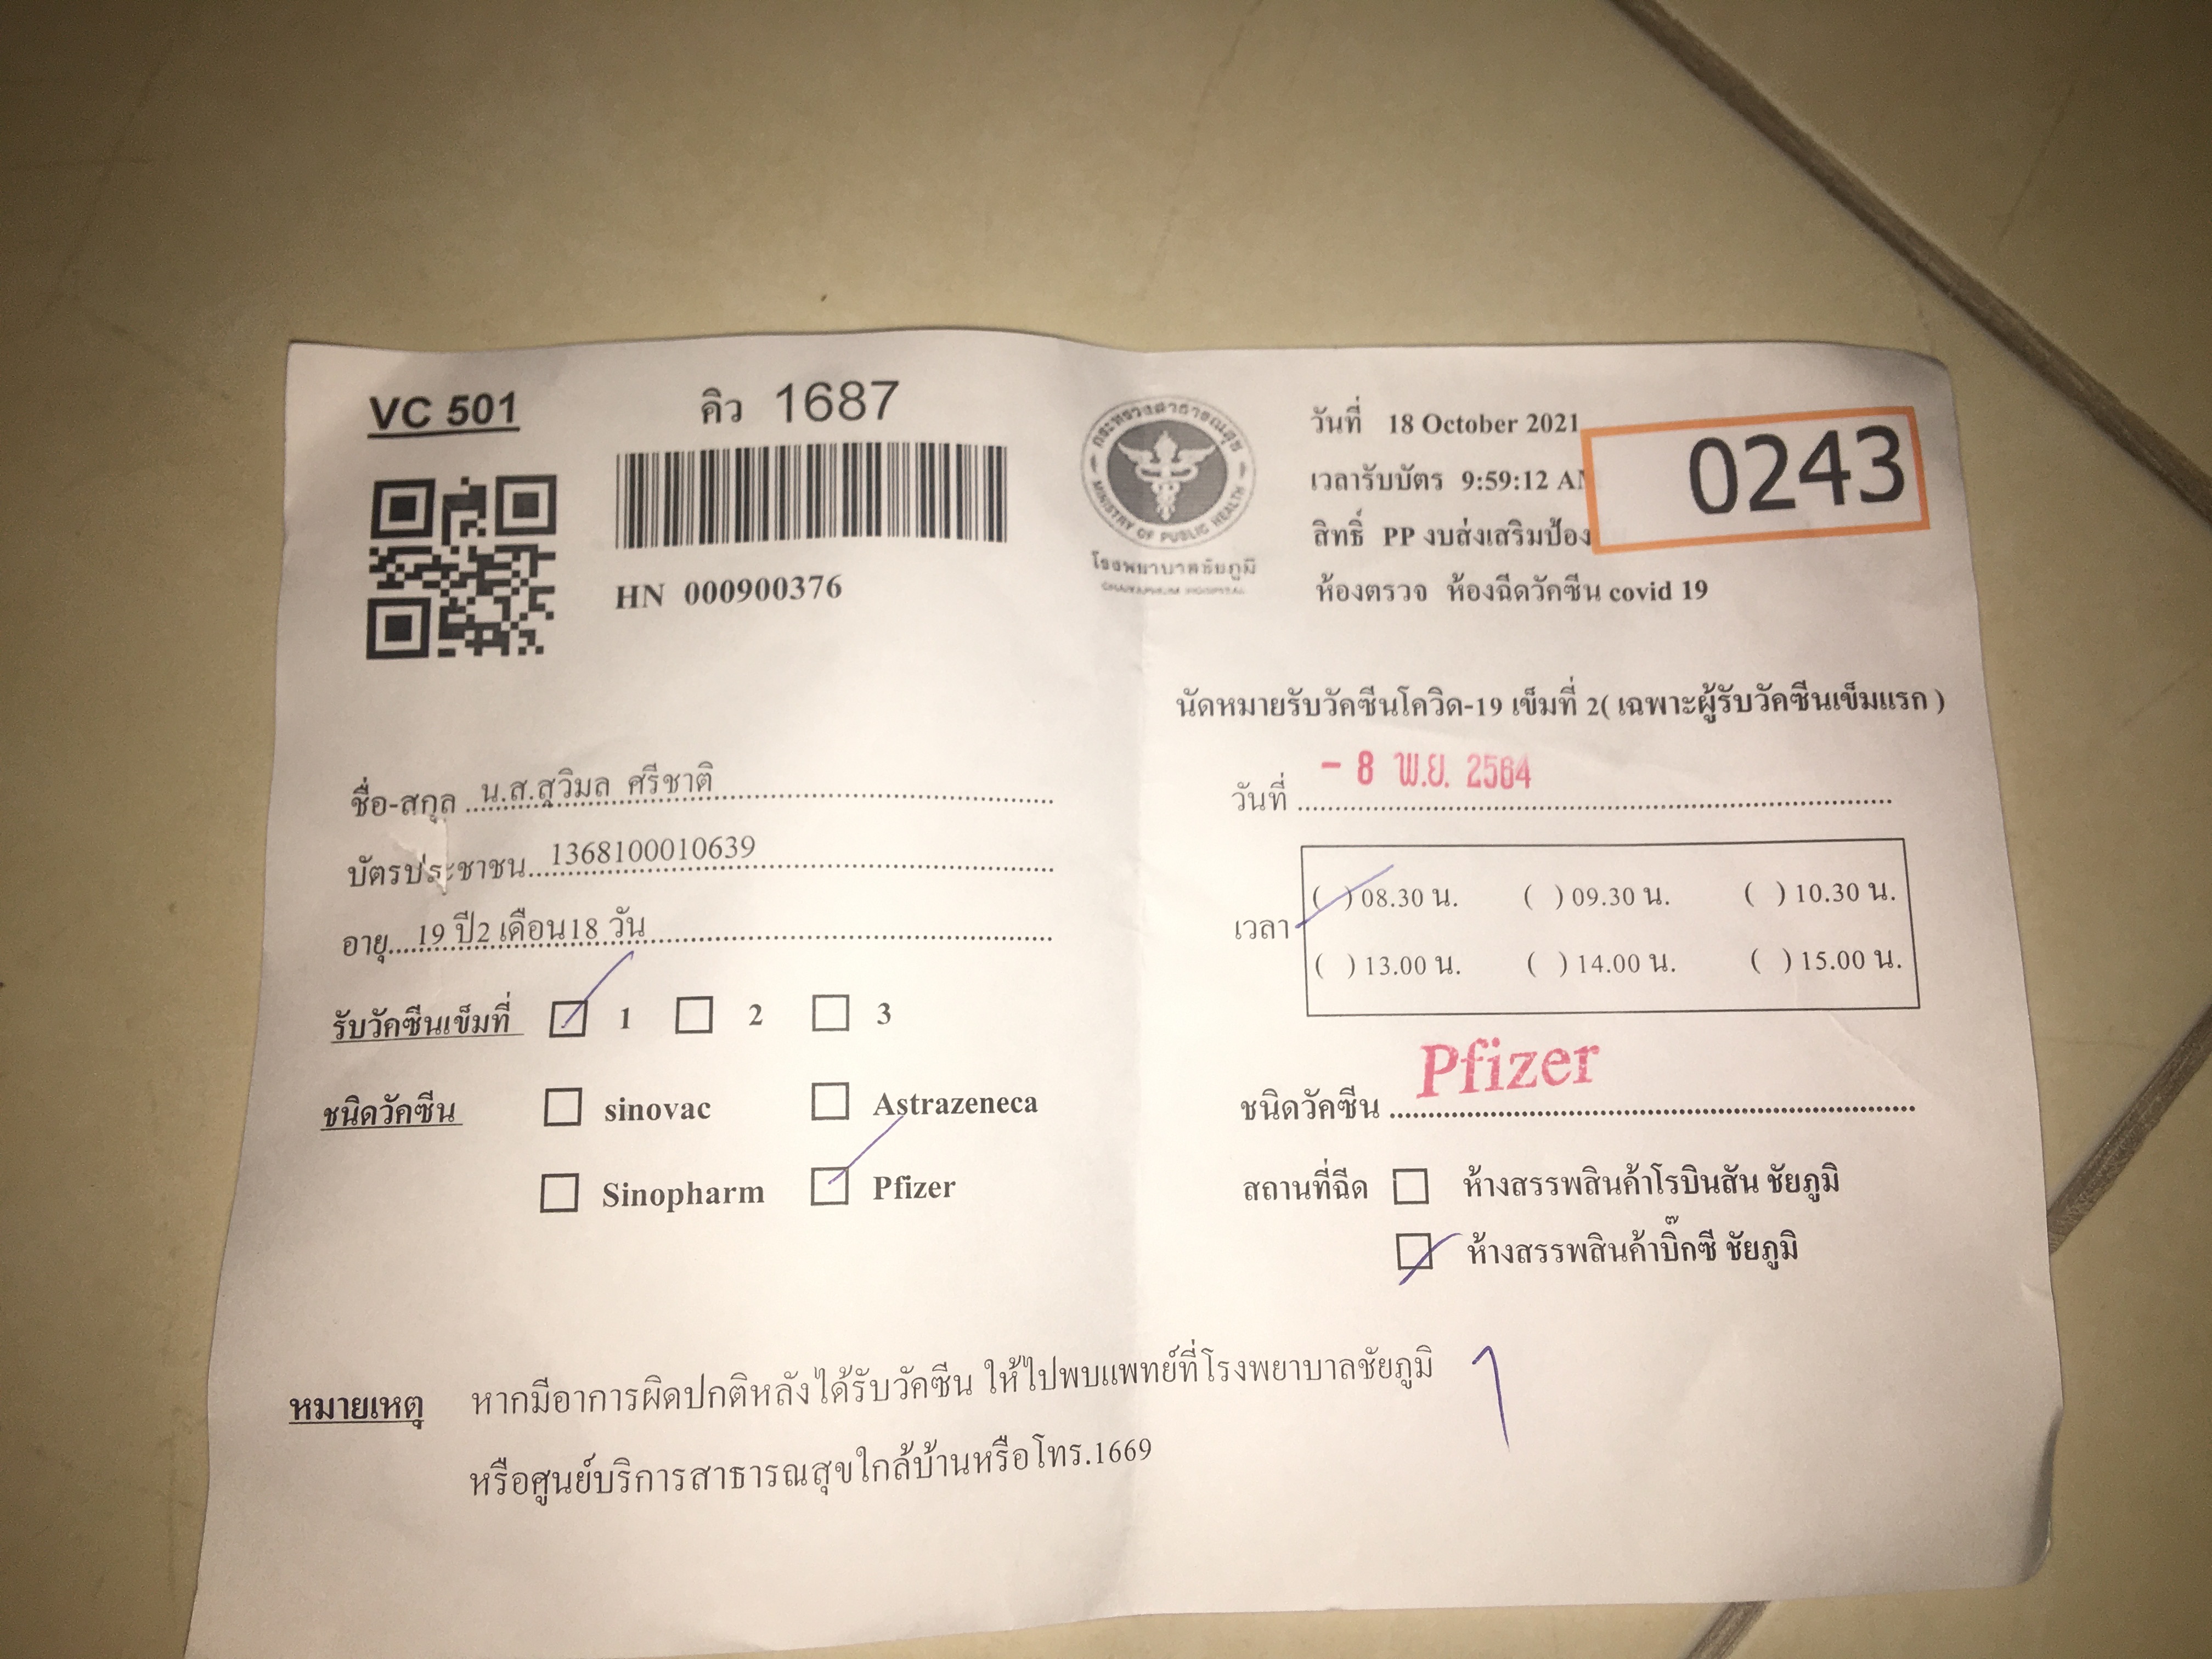 VC 501
คิว 1687
HN 000900376
กระทรวงสาธารณสุข
MINISTRY OF PUBLIC HEALTH
โรงพยาบาลชัยภูมิ
CHAIYAPHUM HOSPITAL
วันที่ 18 October 2021
เวลารับบัตร 9:59:12 AM
สิทธิ์ PP งบส่งเสริมป้อง
ห้องตรวจ ห้องฉีดวัคซีน covid 19
0243
ชื่อ-สกุล น.ส.สุวิมล ศรีชาติ
บัตรประชาชน 1368100010639
อายุ 19 ปี2 เดือน18 วัน
รับวัคซีนเข็มที่ 1 2 3
ชนิดวัคซีน sinovac Astrazeneca
Sinopharm Pfizer
นัดหมายรับวัคซีนโควิด-19 เข็มที่ 2( เฉพาะผู้รับวัคซีนเข็มแรก )
วันที่ - 8 พ.ย. 2564
เวลา ( ) 08.30 น. ( ) 09.30 น. ( ) 10.30 น.
( ) 13.00 น. ( ) 14.00 น. ( ) 15.00 น.
ชนิดวัคซีน Pfizer
สถานที่ฉีด ห้างสรรพสินค้าโรบินสัน ชัยภูมิ
ห้างสรรพสินค้าบิ๊กซี ชัยภูมิ
หมายเหตุ หากมีอาการผิดปกติหลังได้รับวัคซีน ให้ไปพบแพทย์ที่โรงพยาบาลชัยภูมิ
หรือศูนย์บริการสาธารณสุขใกล้บ้านหรือโทร.1669